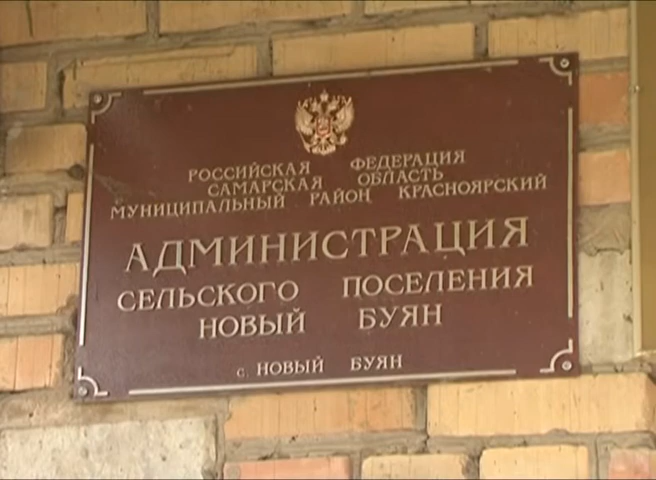 РОССИЙСКАЯ ФЕДЕРАЦИЯ
САМАРСКАЯ ОБЛАСТЬ
МУНИЦИПАЛЬНЫЙ РАЙОН КРАСНОЯРСКИЙ
АДМИНИСТРАЦИЯ
СЕЛЬСКОГО ПОСЕЛЕНИЯ
НОВЫЙ БУЯН
с. НОВЫЙ БУЯН